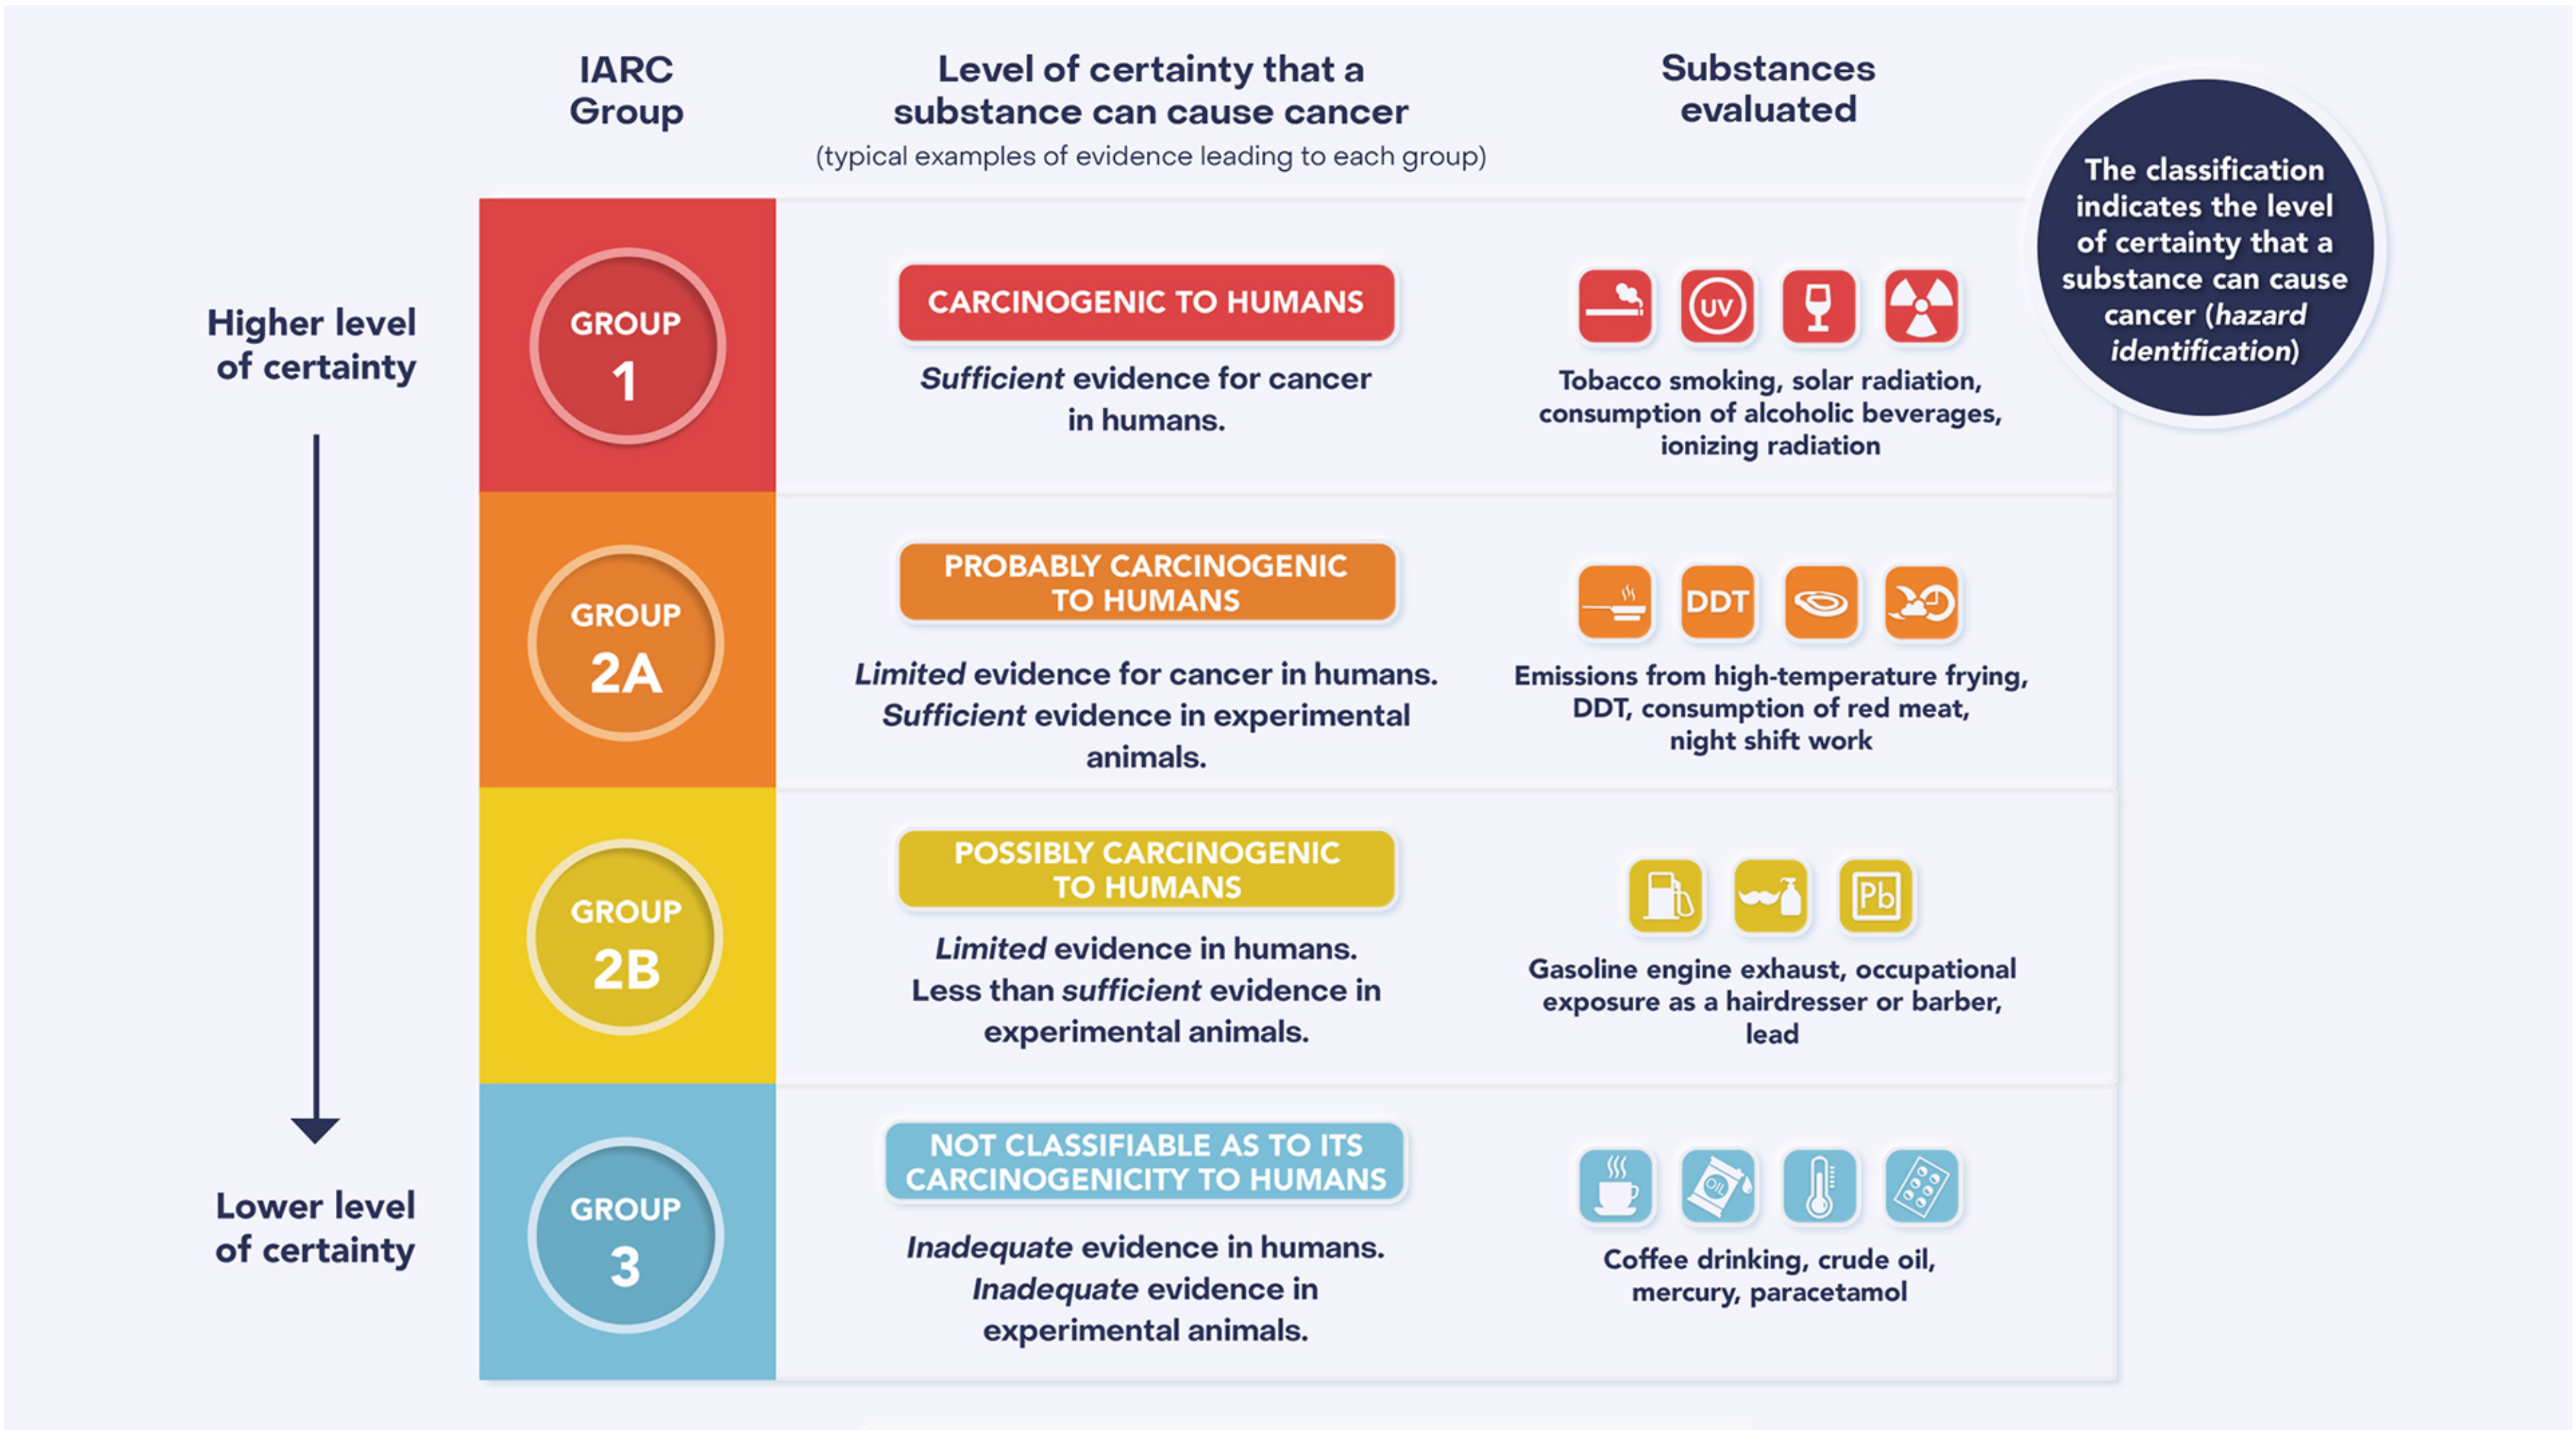 IARC
Group
Level of certainty that a
substance can cause cancer
(typical examples of evidence leading to each group)
Substances
evaluated
The classification
indicates the level
of certainty that a
substance can cause
cancer (hazard
identification)
Higher level
of certainty
Lower level
of certainty
GROUP
1
CARCINOGENIC TO HUMANS
Sufficient evidence for cancer
in humans.
UV
Tobacco smoking, solar radiation,
consumption of alcoholic beverages,
ionizing radiation
GROUP
2A
PROBABLY CARCINOGENIC
TO HUMANS
Limited evidence for cancer in humans.
Sufficient evidence in experimental
animals.
DDT
Emissions from high-temperature frying,
DDT, consumption of red meat,
night shift work
GROUP
2B
POSSIBLY CARCINOGENIC
TO HUMANS
Limited evidence in humans.
Less than sufficient evidence in
experimental animals.
Pb
Gasoline engine exhaust, occupational
exposure as a hairdresser or barber,
lead
GROUP
3
NOT CLASSIFIABLE AS TO ITS
CARCINOGENICITY TO HUMANS
Inadequate evidence in humans.
Inadequate evidence in
experimental animals.
OIL
Coffee drinking, crude oil,
mercury, paracetamol